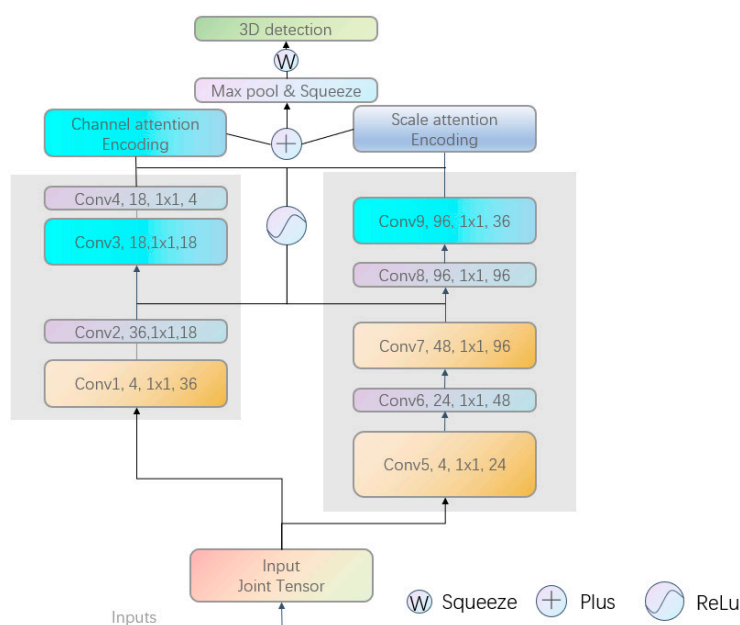 3D detection
W
Max pool & Squeeze
Channel attention
Encoding
Scale attention
Encoding
Conv4, 18, 1x1, 4
Conv3, 18,1x1,18
Conv2, 36,1x1,18
Conv1, 4, 1x1, 36
Conv9, 96, 1x1, 36
Conv8, 96, 1x1, 96
Conv7, 48, 1x1, 96
Conv6, 24, 1x1, 48
Conv5, 4, 1x1, 24
Input
Joint Tensor
Inputs
W Squeeze
Plus
ReLu